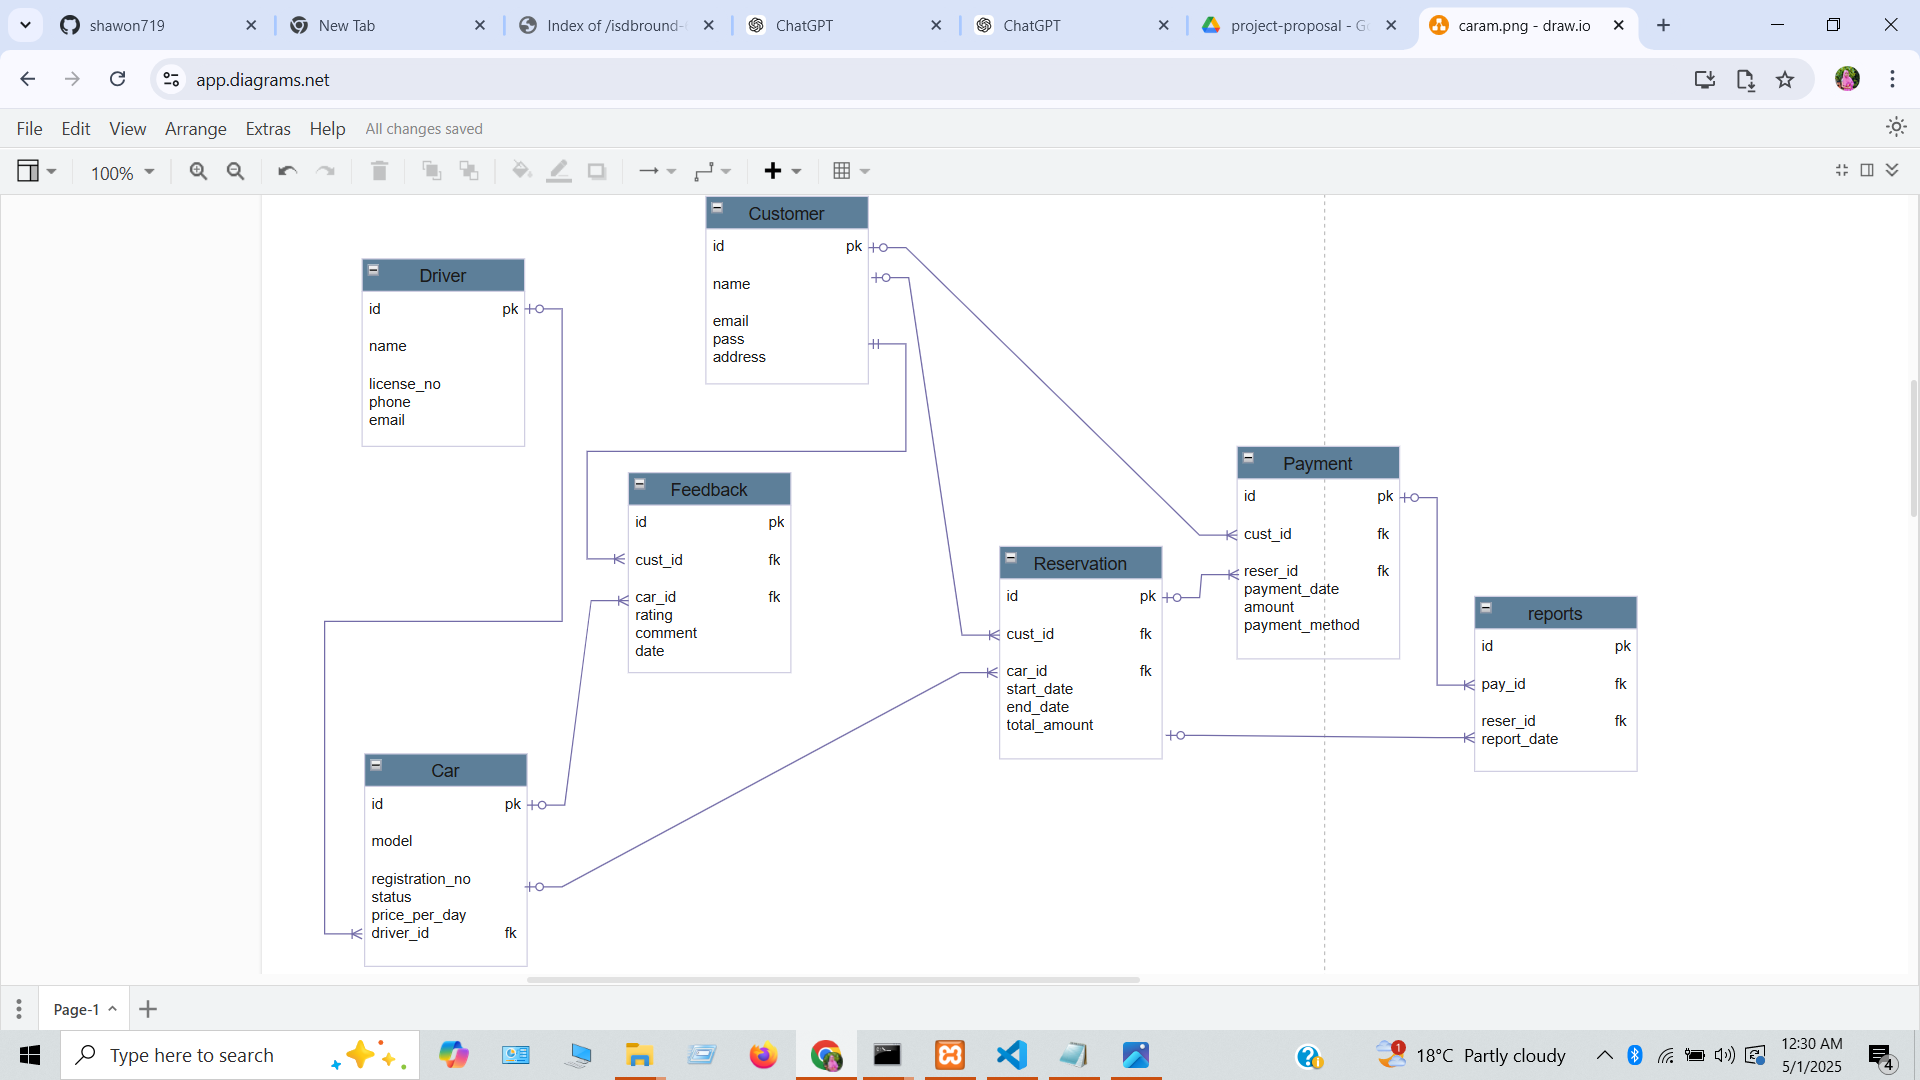 shawon719
New Tab
Index of /isdbround-
ChatGPT
ChatGPT
project-proposal - Go
caram.png - draw.io
app.diagrams.net
File Edit View Arrange Extras Help All changes saved
100%
Customer
id pk
name
email
pass
address
Driver
id pk
name
license_no
phone
email
Feedback
id pk
cust_id fk
car_id fk
rating
comment
date
Payment
id pk
cust_id fk
reser_id fk
payment_date
amount
payment_method
Reservation
id pk
cust_id fk
car_id fk
start_date
end_date
total_amount
reports
id pk
pay_id fk
reser_id fk
report_date
Car
id pk
model
registration_no
status
price_per_day
driver_id fk
Page-1
Type here to search
1
18°C Partly cloudy
12:30 AM
5/1/2025
4